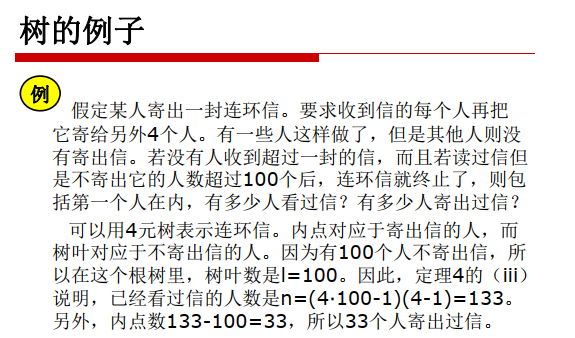 树的例子
例
假定某人寄出一封连环信。要求收到信的每个人再把
它寄给另外4个人。有一些人这样做了，但是其他人则没
有寄出信。若没有人收到超过一封的信，而且若读过信但
是不寄出它的人数超过100个后，连环信就终止了，则包
括第一个人在内，有多少人看过信？有多少人寄出过信？
可以用4元树表示连环信。内点对应于寄出信的人，而
树叶对应于不寄出信的人。因为有100个人不寄出信，所
以在这个根树里，树叶数是l=100。因此，定理4的（iii）
说明，已经看过信的人数是n=(4·100-1)(4-1)=133。
另外，内点数133-100=33，所以33个人寄出过信。